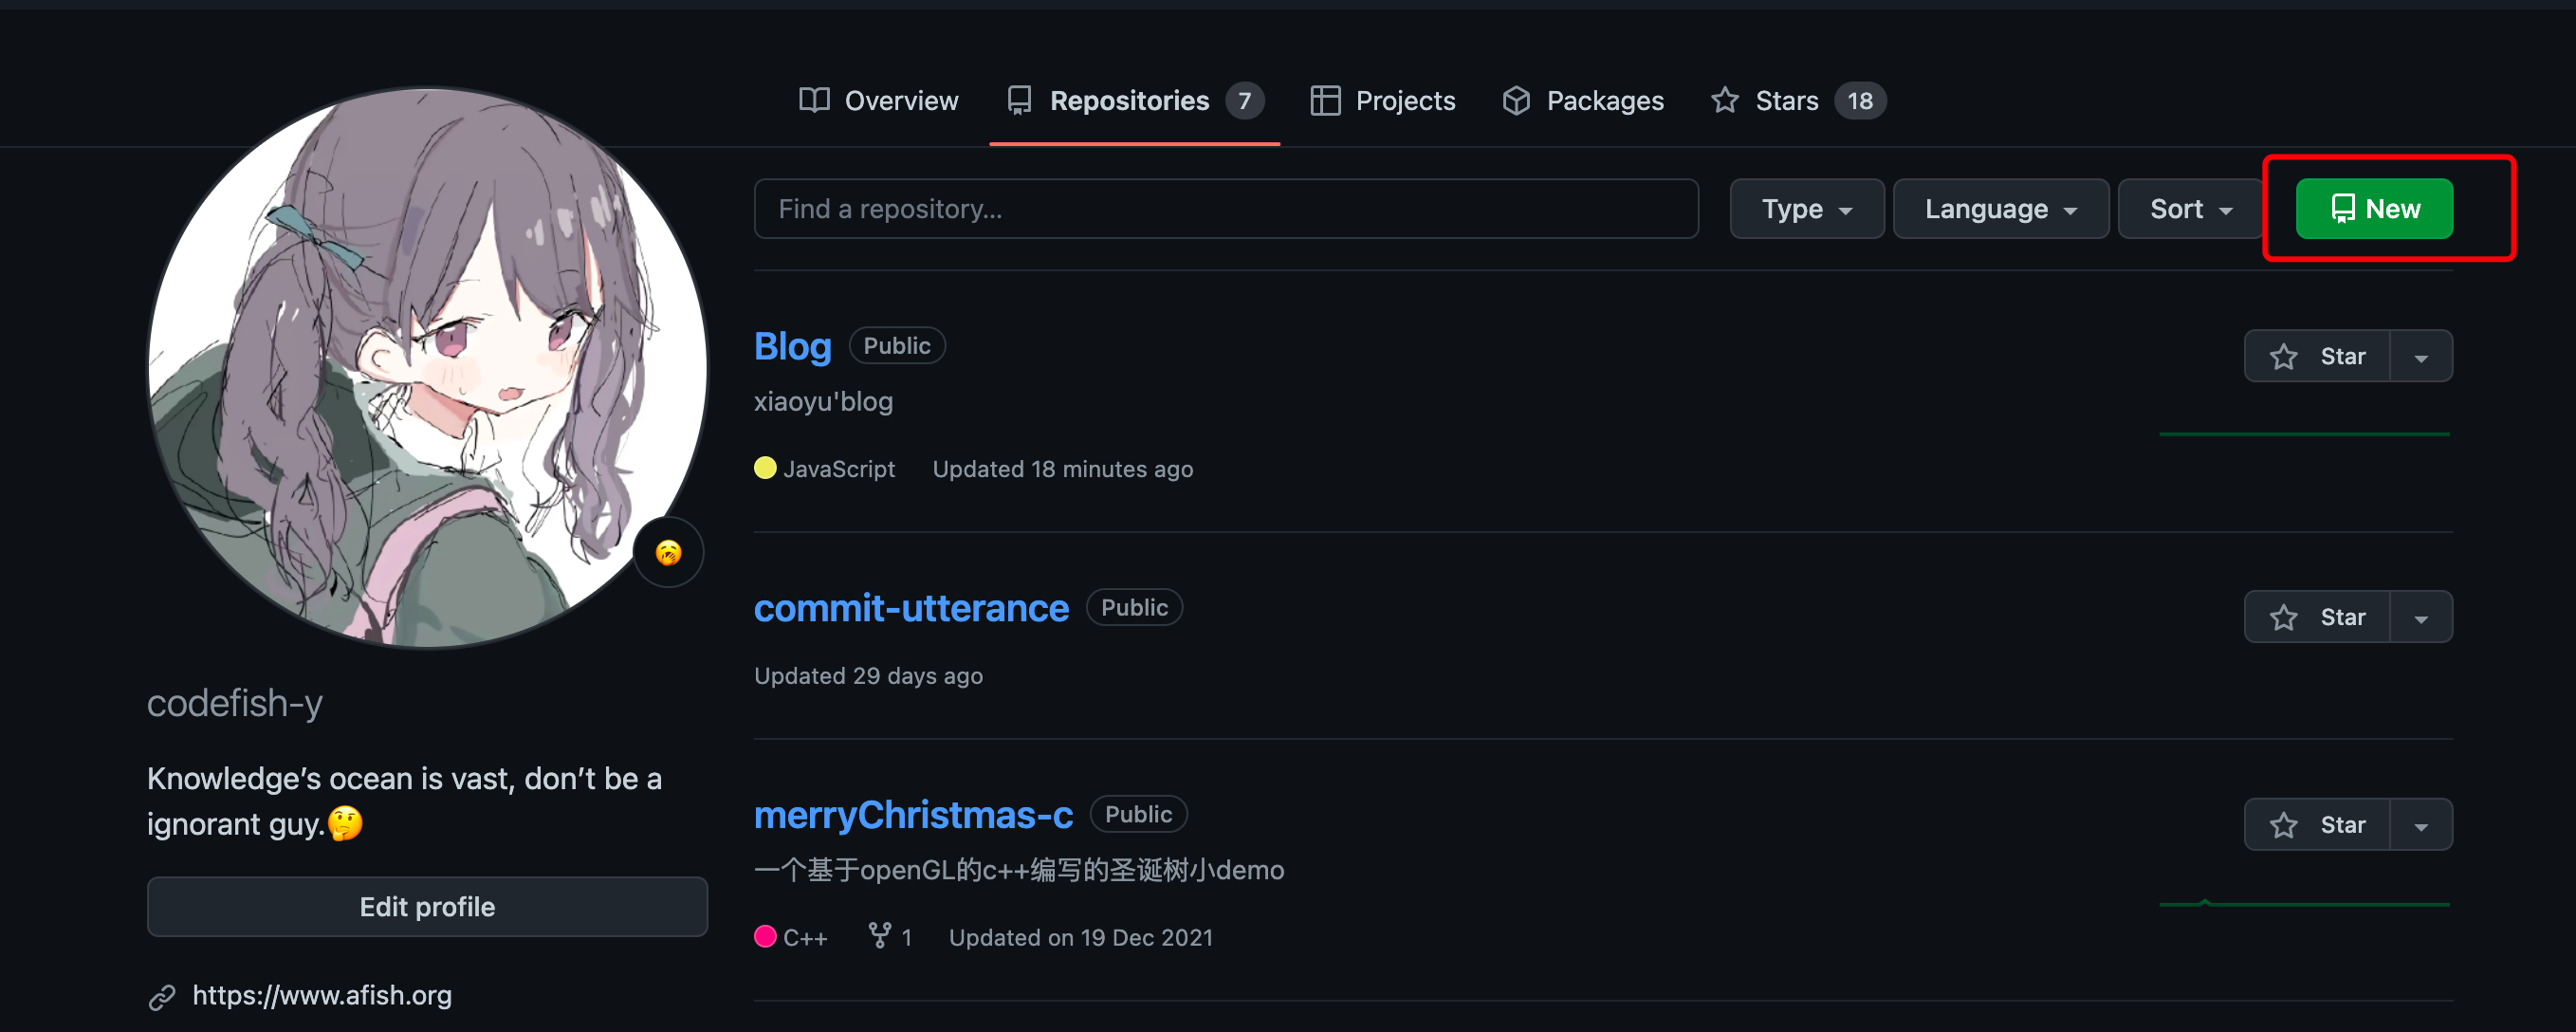 Overview Repositories 7 Projects Packages Stars 18
Find a repository... Type Language Sort New
Blog Public Star
xiaoyu'blog
JavaScript Updated 18 minutes ago
commit-utterance Public Star
Updated 29 days ago
merryChristmas-c Public Star
一个基于openGL的c++编写的圣诞树小demo
C++ 1 Updated on 19 Dec 2021
codefish-y
Knowledge’s ocean is vast, don’t be a
ignorant guy.🤔
Edit profile
https://www.afish.org